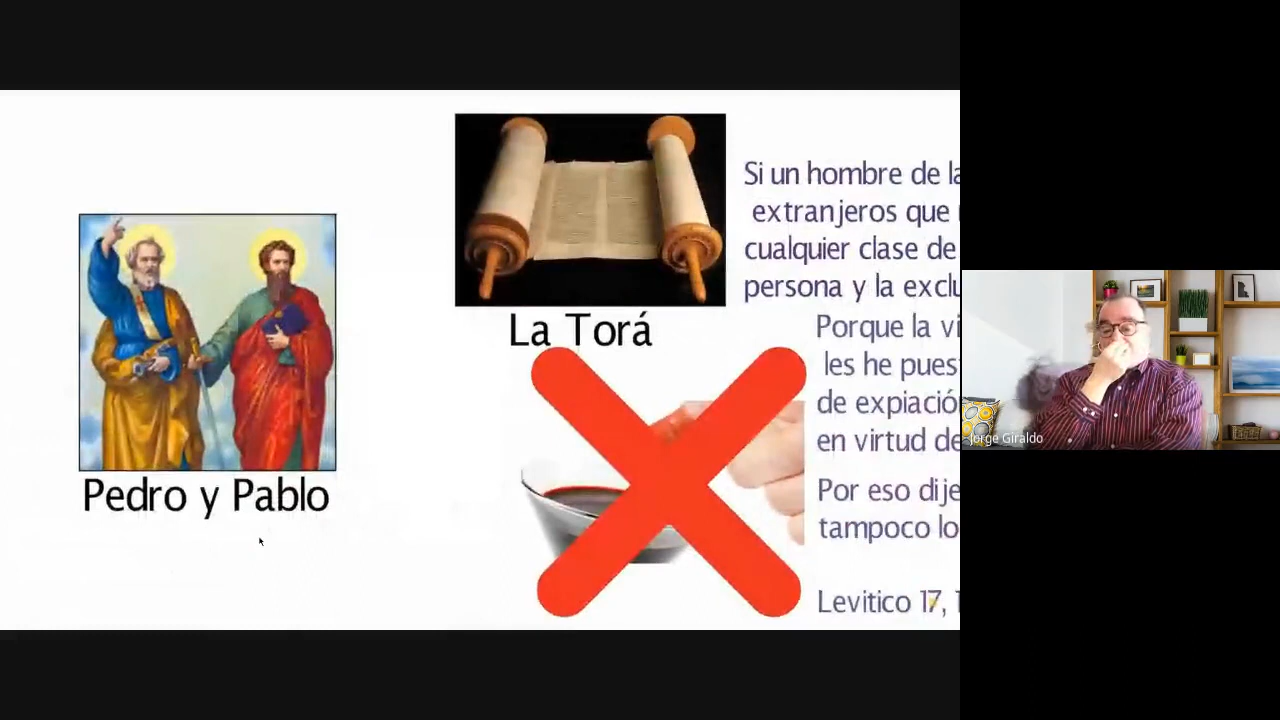 Pedro y Pablo
La Torá
Si un hombre de la
extranjeros que
cualquier clase de
persona y la exclu
Porque la vi
les he pues
de expiació
en virtud de
Por eso dije
tampoco lo
Levitico 17, 1
Jorge Giraldo